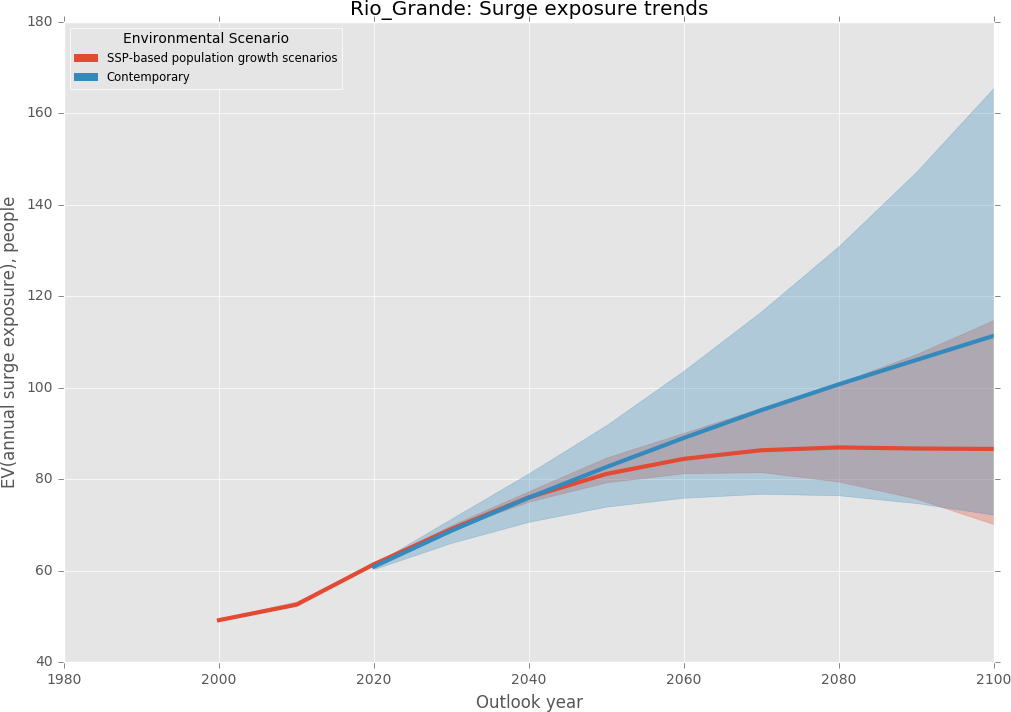 Rio_Grande: Surge exposure trends
180
160
140
120
100
80
60
40
EV(annual surge exposure), people
Environmental Scenario
SSP-based population growth scenarios
Contemporary
1980
2000
2020
2040
2060
2080
2100
Outlook year